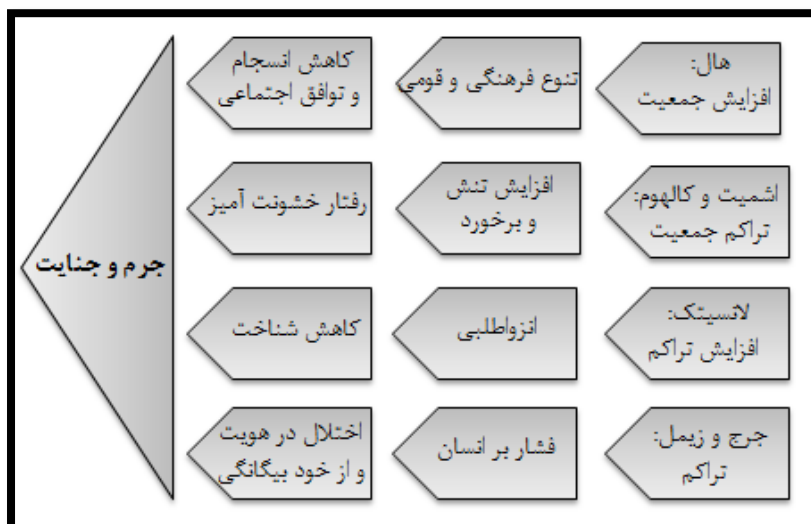 هال:
افزایش جمعیت
تنوع فرهنگی و قومی
کاهش انسجام
و توافق اجتماعی
اشمیت و کالهوم:
تراکم جمعیت
افزایش تنش
و برخورد
رفتار خشونت آمیز
لانسیتک:
افزایش تراکم
انزواطلبی
کاهش شناخت
جرج و زیمل:
تراکم
فشار بر انسان
اختلال در هویت
و از خود بیگانگی
جرم و جنایت